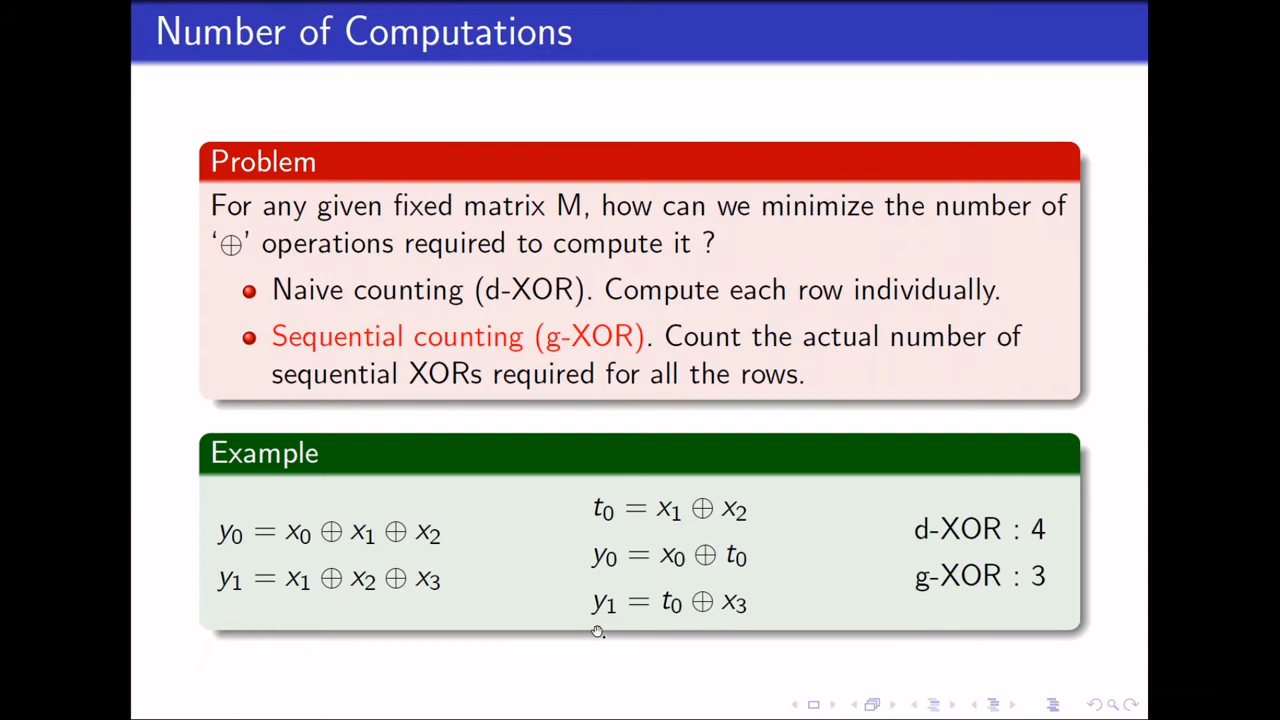 Number of Computations
Problem
For any given fixed matrix M, how can we minimize the number of
‘⊕’ operations required to compute it ?
Naive counting (d-XOR). Compute each row individually.
Sequential counting (g-XOR). Count the actual number of
sequential XORs required for all the rows.
Example
y₀ = x₀ ⊕ x₁ ⊕ x₂
y₁ = x₁ ⊕ x₂ ⊕ x₃
t₀ = x₁ ⊕ x₂
y₀ = x₀ ⊕ t₀
y₁ = t₀ ⊕ x₃
d-XOR : 4
g-XOR : 3